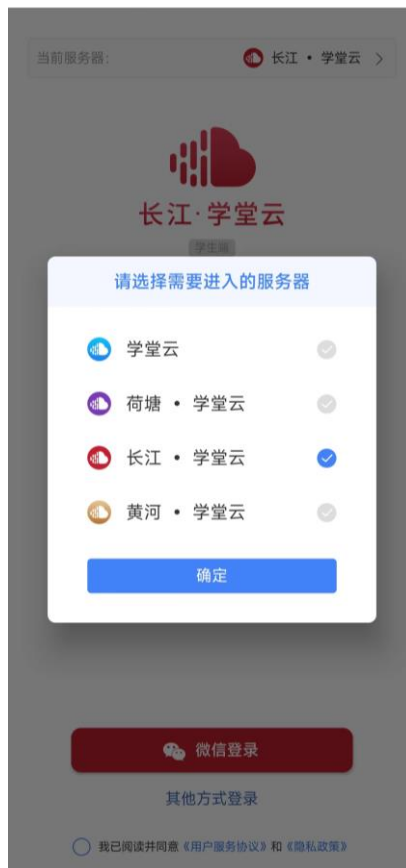 当前服务器: 长江 • 学堂云
长江·学堂云
学生端
请选择需要进入的服务器
学堂云
荷塘 • 学堂云
长江 • 学堂云
黄河 • 学堂云
确定
微信登录
其他方式登录
我已阅读并同意《用户服务协议》和《隐私政策》